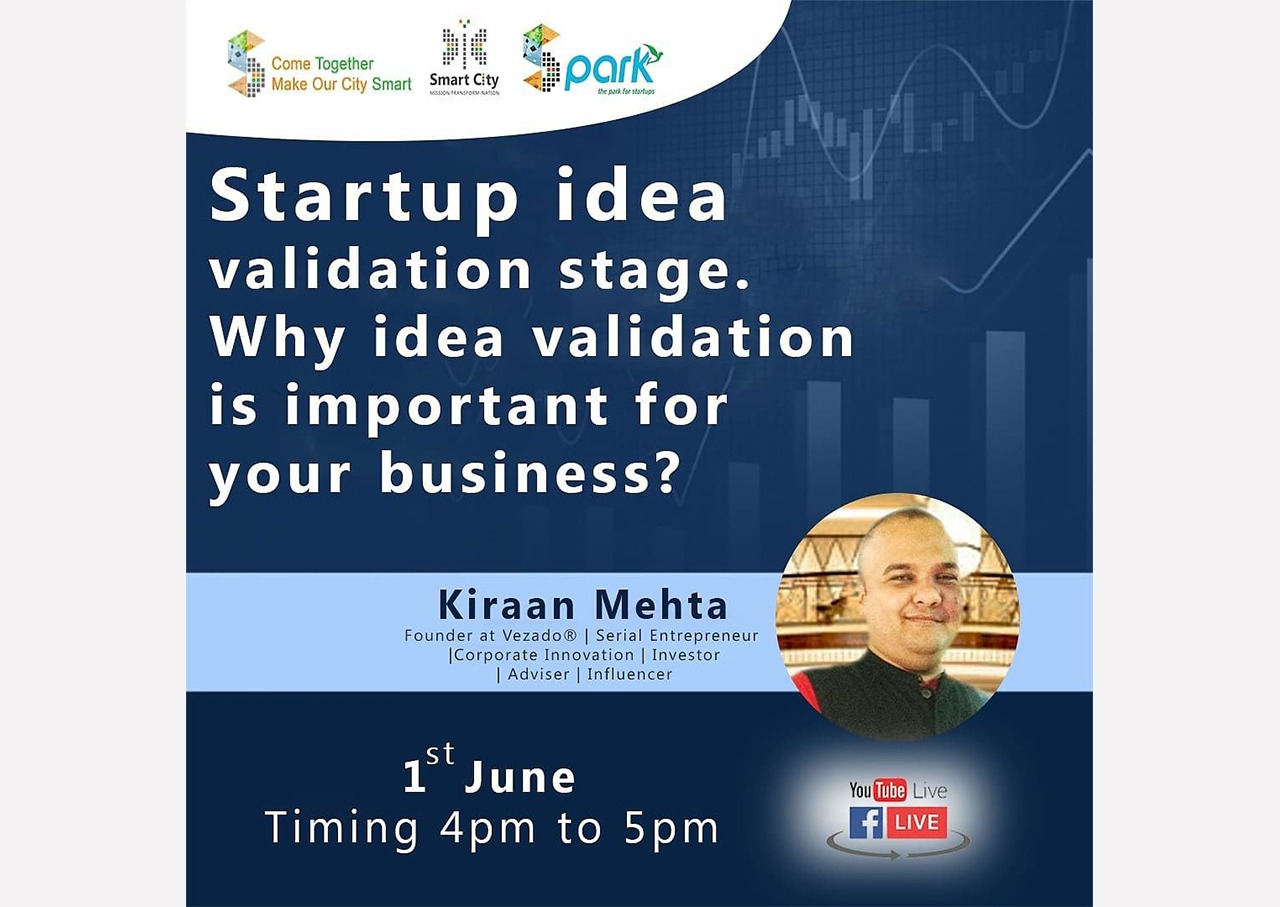 Come Together
Make Our City Smart
Smart City
MISSION TRANSFORM-NATION
Spark
the park for startups
Startup idea
validation stage.
Why idea validation
is important for
your business?
Kiraan Mehta
Founder at Vezado® | Serial Entrepreneur
|Corporate Innovation | Investor
| Adviser | Influencer
1st June
Timing 4pm to 5pm
YouTube Live
f LIVE